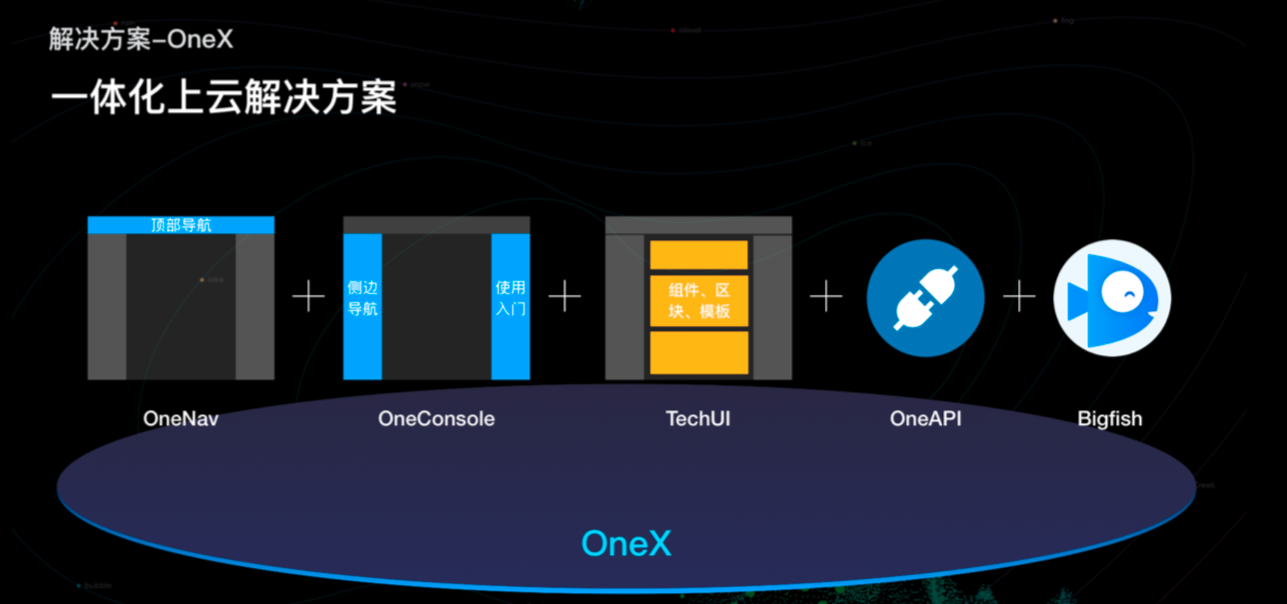 解决方案-OneX
一体化上云解决方案
顶部导航
侧边
导航
使用
入门
组件、区
块、模板
OneNav
OneConsole
TechUI
OneAPI
Bigfish
OneX
bubble